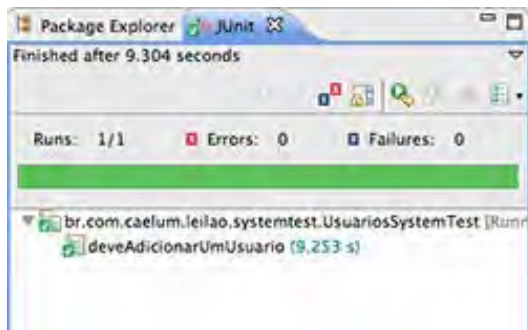 Package Explorer JUnit
Finished after 9.304 seconds
Runs: 1/1 Errors: 0 Failures: 0
br.com.caelum.leilao.systemtest.UsuariosSystemTest [Runn
deveAdicionarUmUsuario (9,253 s)